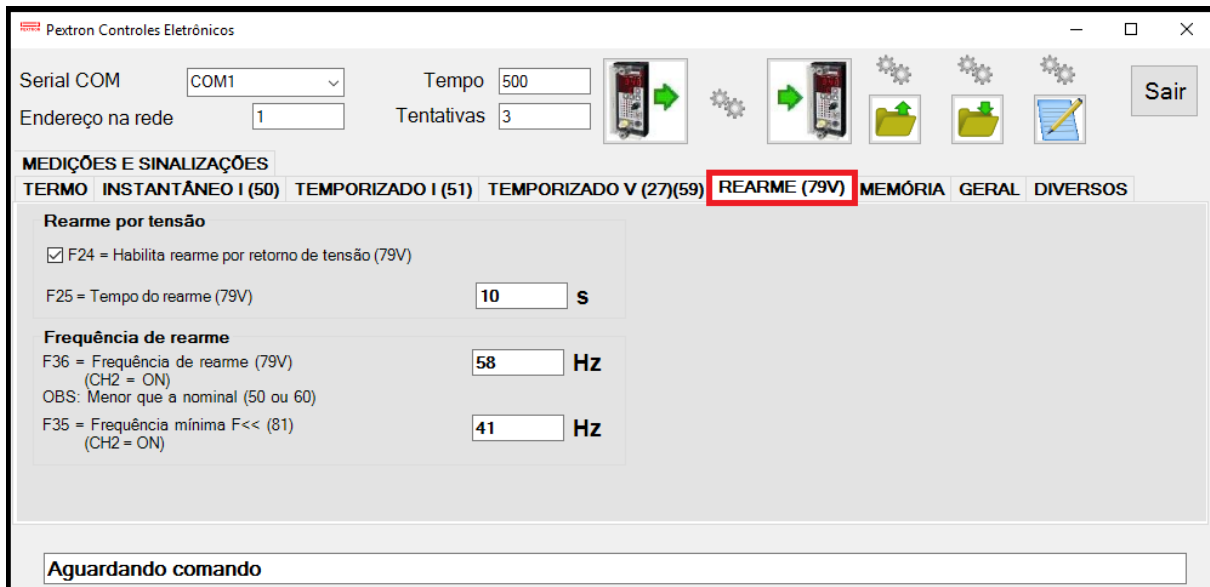 Pextron Controles Eletrônicos
Serial COM COM1 Tempo 500
Endereço na rede 1 Tentativas 3
Sair
MEDIÇÕES E SINALIZAÇÕES
TERMO INSTANTÂNEO I (50) TEMPORIZADO I (51) TEMPORIZADO V (27)(59) REARME (79V) MEMÓRIA GERAL DIVERSOS
Rearme por tensão
F24 = Habilita rearme por retorno de tensão (79V)
F25 = Tempo do rearme (79V) 10 s
Frequência de rearme
F36 = Frequência de rearme (79V) 58 Hz
(CH2 = ON)
OBS: Menor que a nominal (50 ou 60)
F35 = Frequência mínima F<< (81) 41 Hz
(CH2 = ON)
Aguardando comando